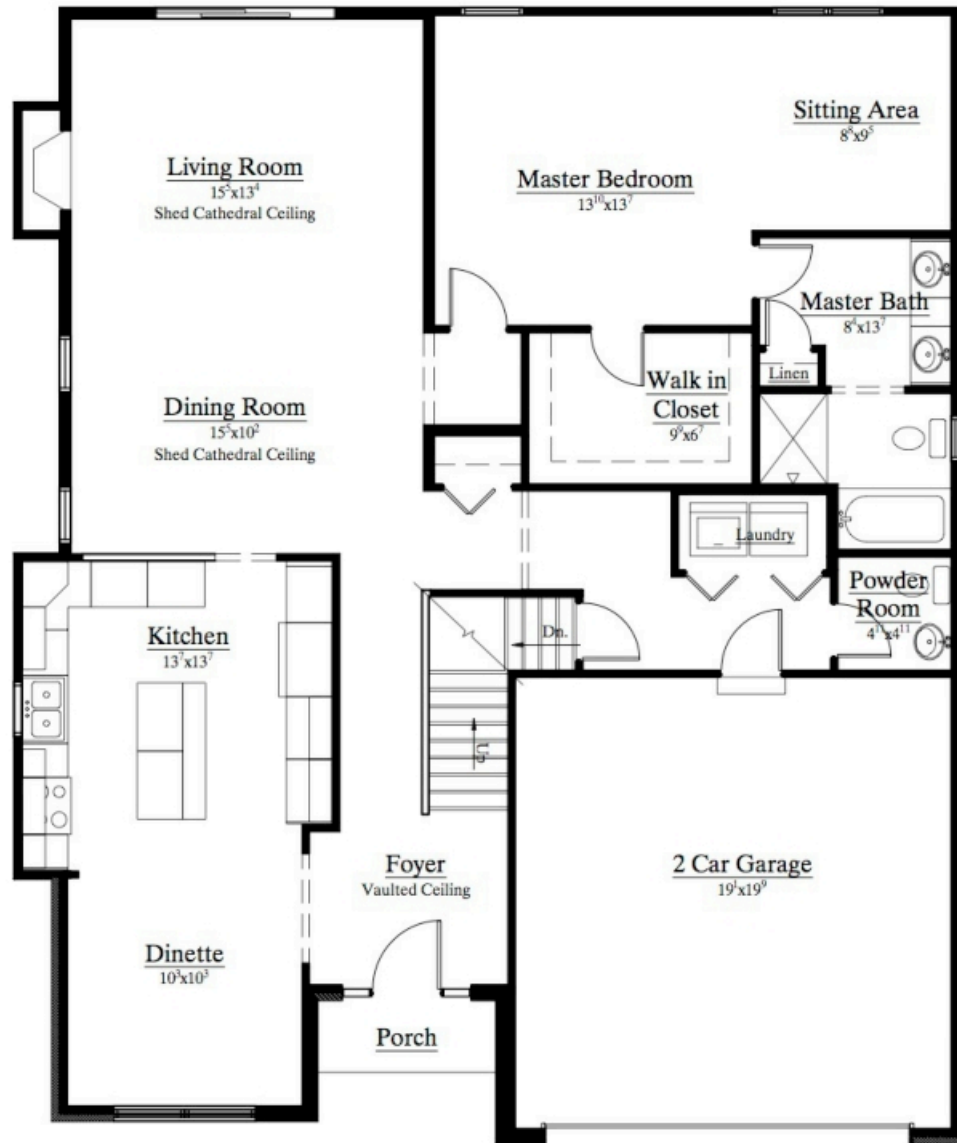 Living Room
15⁵x13⁴
Shed Cathedral Ceiling
Sitting Area
8⁸x9⁵
Master Bedroom
13¹⁰x13⁷
Master Bath
8⁴x13⁷
Linen
Walk in
Closet
9⁹x6⁷
Dining Room
15⁵x10²
Shed Cathedral Ceiling
Laundry
Powder
Room
4¹¹x4¹¹
Dn.
Kitchen
13⁷x13⁷
Up
Foyer
Vaulted Ceiling
2 Car Garage
19¹x19⁹
Dinette
10³x10³
Porch